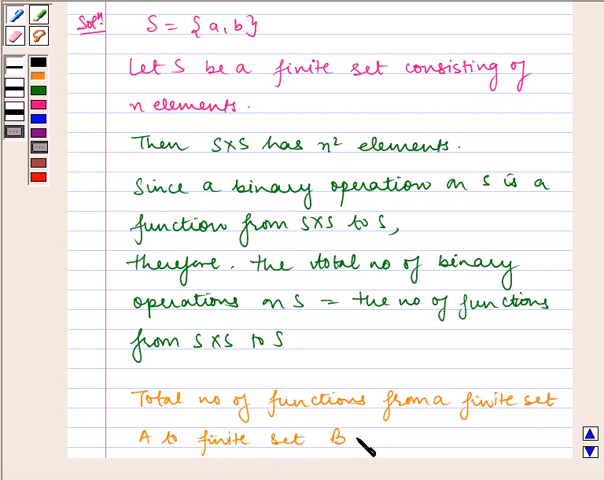 Solⁿ S = {a, b}
Let S be a finite set consisting of
n elements.
Then S×S has n² elements.
Since a binary operation on S is a
function from S×S to S,
therefore. the total no of binary
operations on S = the no of functions
from S×S to S
Total no of functions from a finite set
A to finite set B